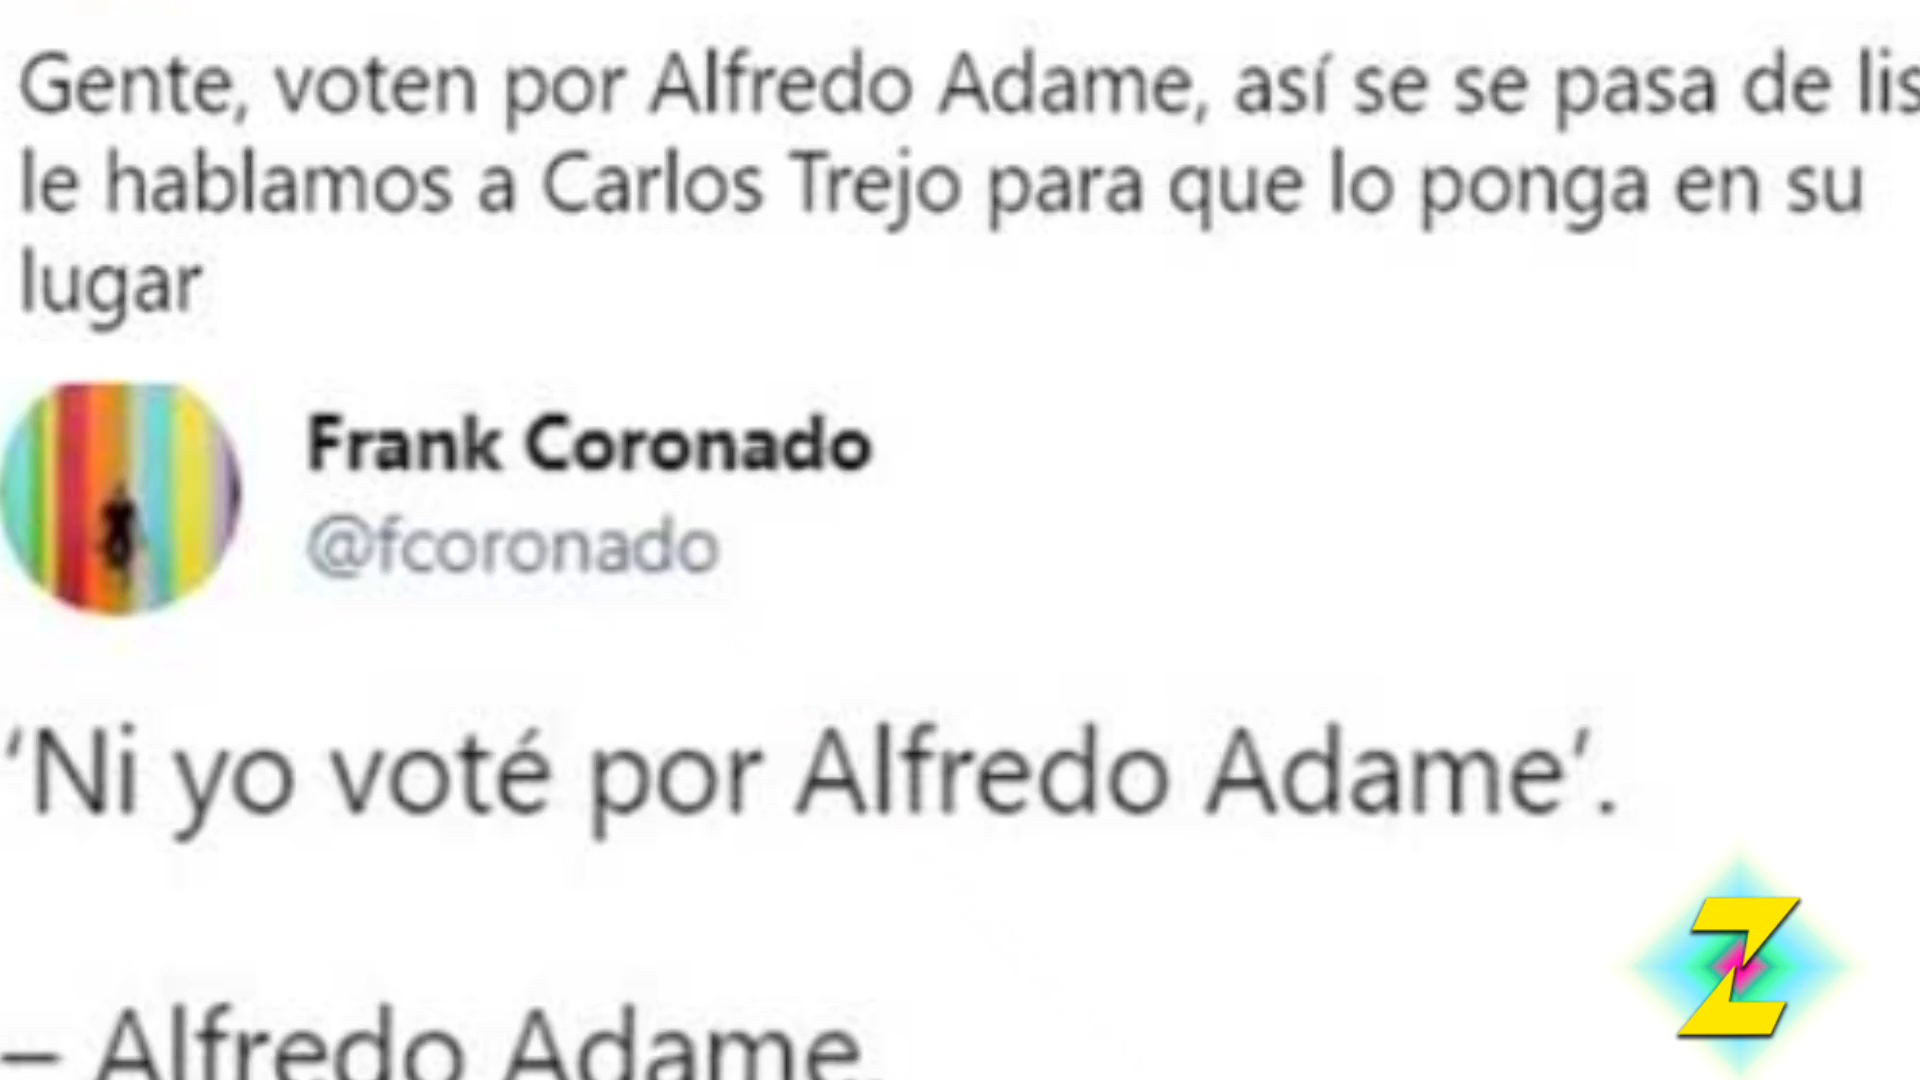 Gente, voten por Alfredo Adame, así se se pasa de lis
le hablamos a Carlos Trejo para que lo ponga en su
lugar
Frank Coronado
@fcoronado
‘Ni yo voté por Alfredo Adame’.
– Alfredo Adame.
Z